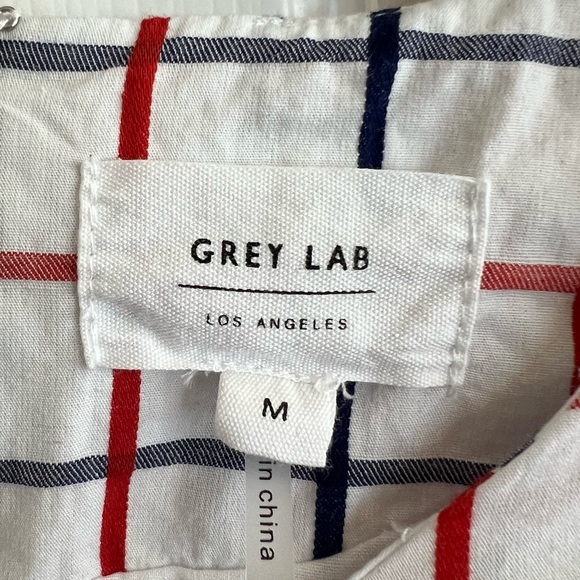 GREY LAB
LOS ANGELES
M
in china